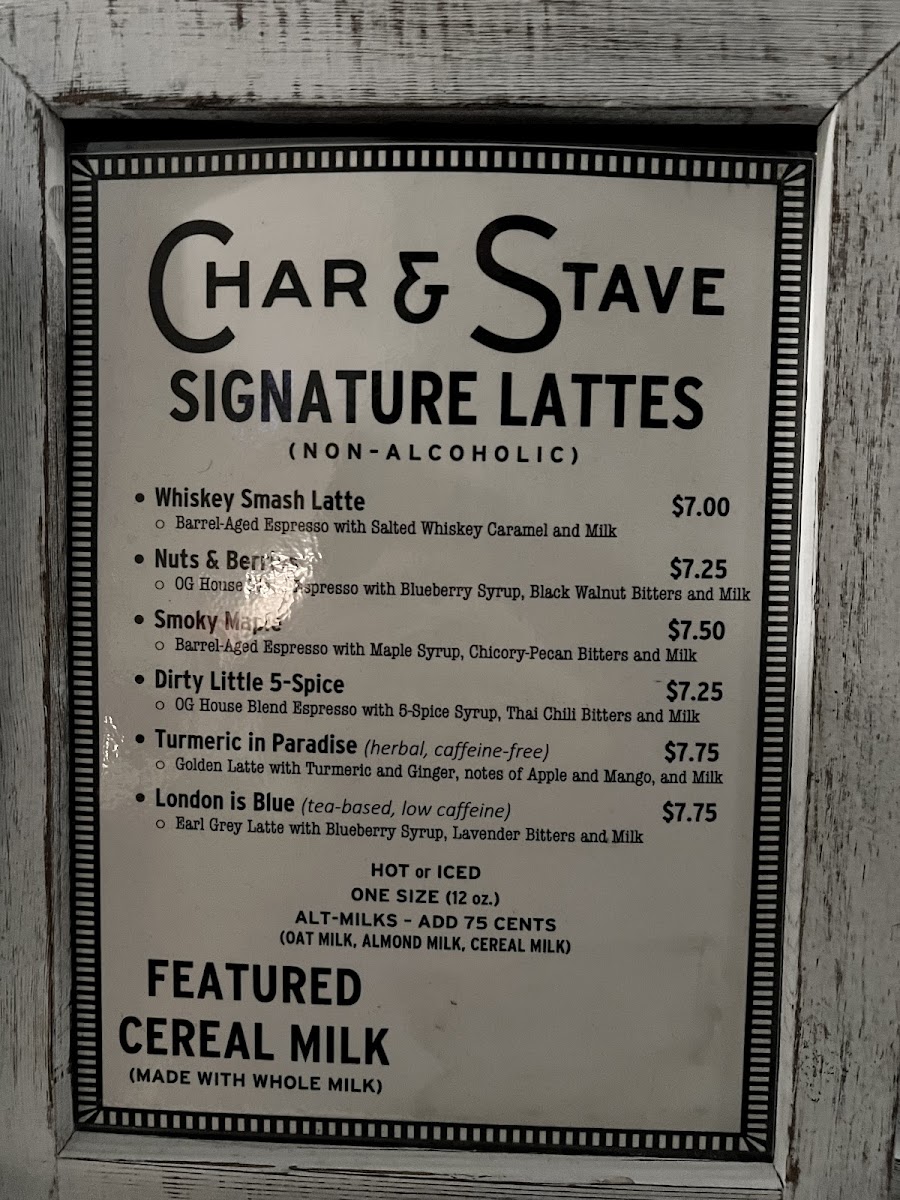 CHAR & STAVE
SIGNATURE LATTES
(NON-ALCOHOLIC)
• Whiskey Smash Latte $7.00
○ Barrel-Aged Espresso with Salted Whiskey Caramel and Milk
• Nuts & Berries $7.25
○ OG House Espresso with Blueberry Syrup, Black Walnut Bitters and Milk
• Smoky Maple $7.50
○ Barrel-Aged Espresso with Maple Syrup, Chicory-Pecan Bitters and Milk
• Dirty Little 5-Spice $7.25
○ OG House Blend Espresso with 5-Spice Syrup, Thai Chili Bitters and Milk
• Turmeric in Paradise (herbal, caffeine-free) $7.75
○ Golden Latte with Turmeric and Ginger, notes of Apple and Mango, and Milk
• London is Blue (tea-based, low caffeine) $7.75
○ Earl Grey Latte with Blueberry Syrup, Lavender Bitters and Milk
HOT or ICED
ONE SIZE (12 oz.)
ALT-MILKS - ADD 75 CENTS
(OAT MILK, ALMOND MILK, CEREAL MILK)
FEATURED
CEREAL MILK
(MADE WITH WHOLE MILK)